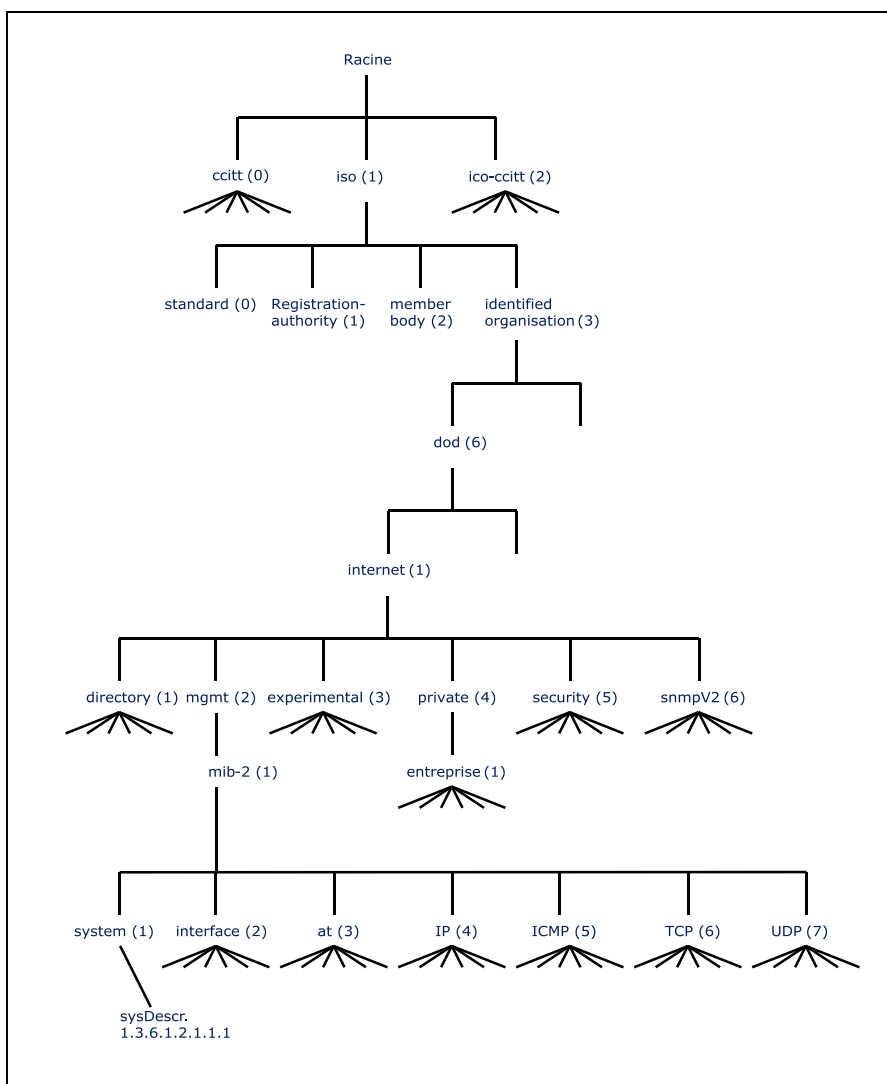 Racine
ccitt (0) iso (1) ico-ccitt (2)
standard (0) Registration- member identified
authority (1) body (2) organisation (3)
dod (6)
internet (1)
directory (1) mgmt (2) experimental (3) private (4) security (5) snmpV2 (6)
mib-2 (1) entreprise (1)
system (1) interface (2) at (3) IP (4) ICMP (5) TCP (6) UDP (7)
sysDescr.
1.3.6.1.2.1.1.1